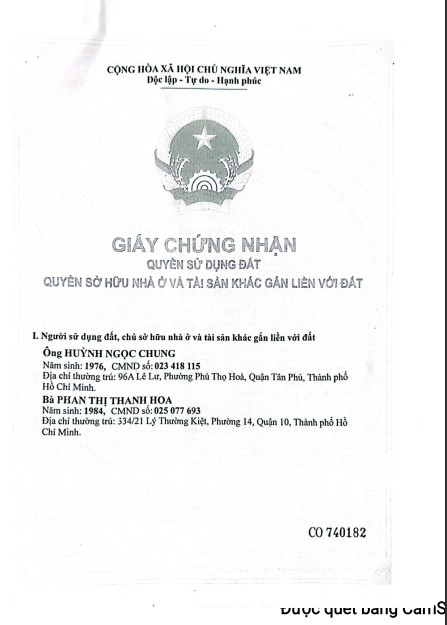 CỘNG HÒA XÃ HỘI CHỦ NGHĨA VIỆT NAM
Độc lập - Tự do - Hạnh phúc
GIẤY CHỨNG NHẬN
QUYỀN SỬ DỤNG ĐẤT
QUYỀN SỞ HỮU NHÀ Ở VÀ TÀI SẢN KHÁC GẮN LIỀN VỚI ĐẤT
I. Người sử dụng đất, chủ sở hữu nhà ở và tài sản khác gắn liền với đất
Ông HUỲNH NGỌC CHUNG
Năm sinh: 1976, CMND số: 023 418 115
Địa chỉ thường trú: 96A Lê Lư, Phường Phú Thọ Hoà, Quận Tân Phú, Thành phố
Hồ Chí Minh.
Bà PHAN THỊ THANH HOA
Năm sinh: 1984, CMND số: 025 077 693
Địa chỉ thường trú: 334/21 Lý Thường Kiệt, Phường 14, Quận 10, Thành phố Hồ
Chí Minh.
CO 740182
Được quét bằng CamS